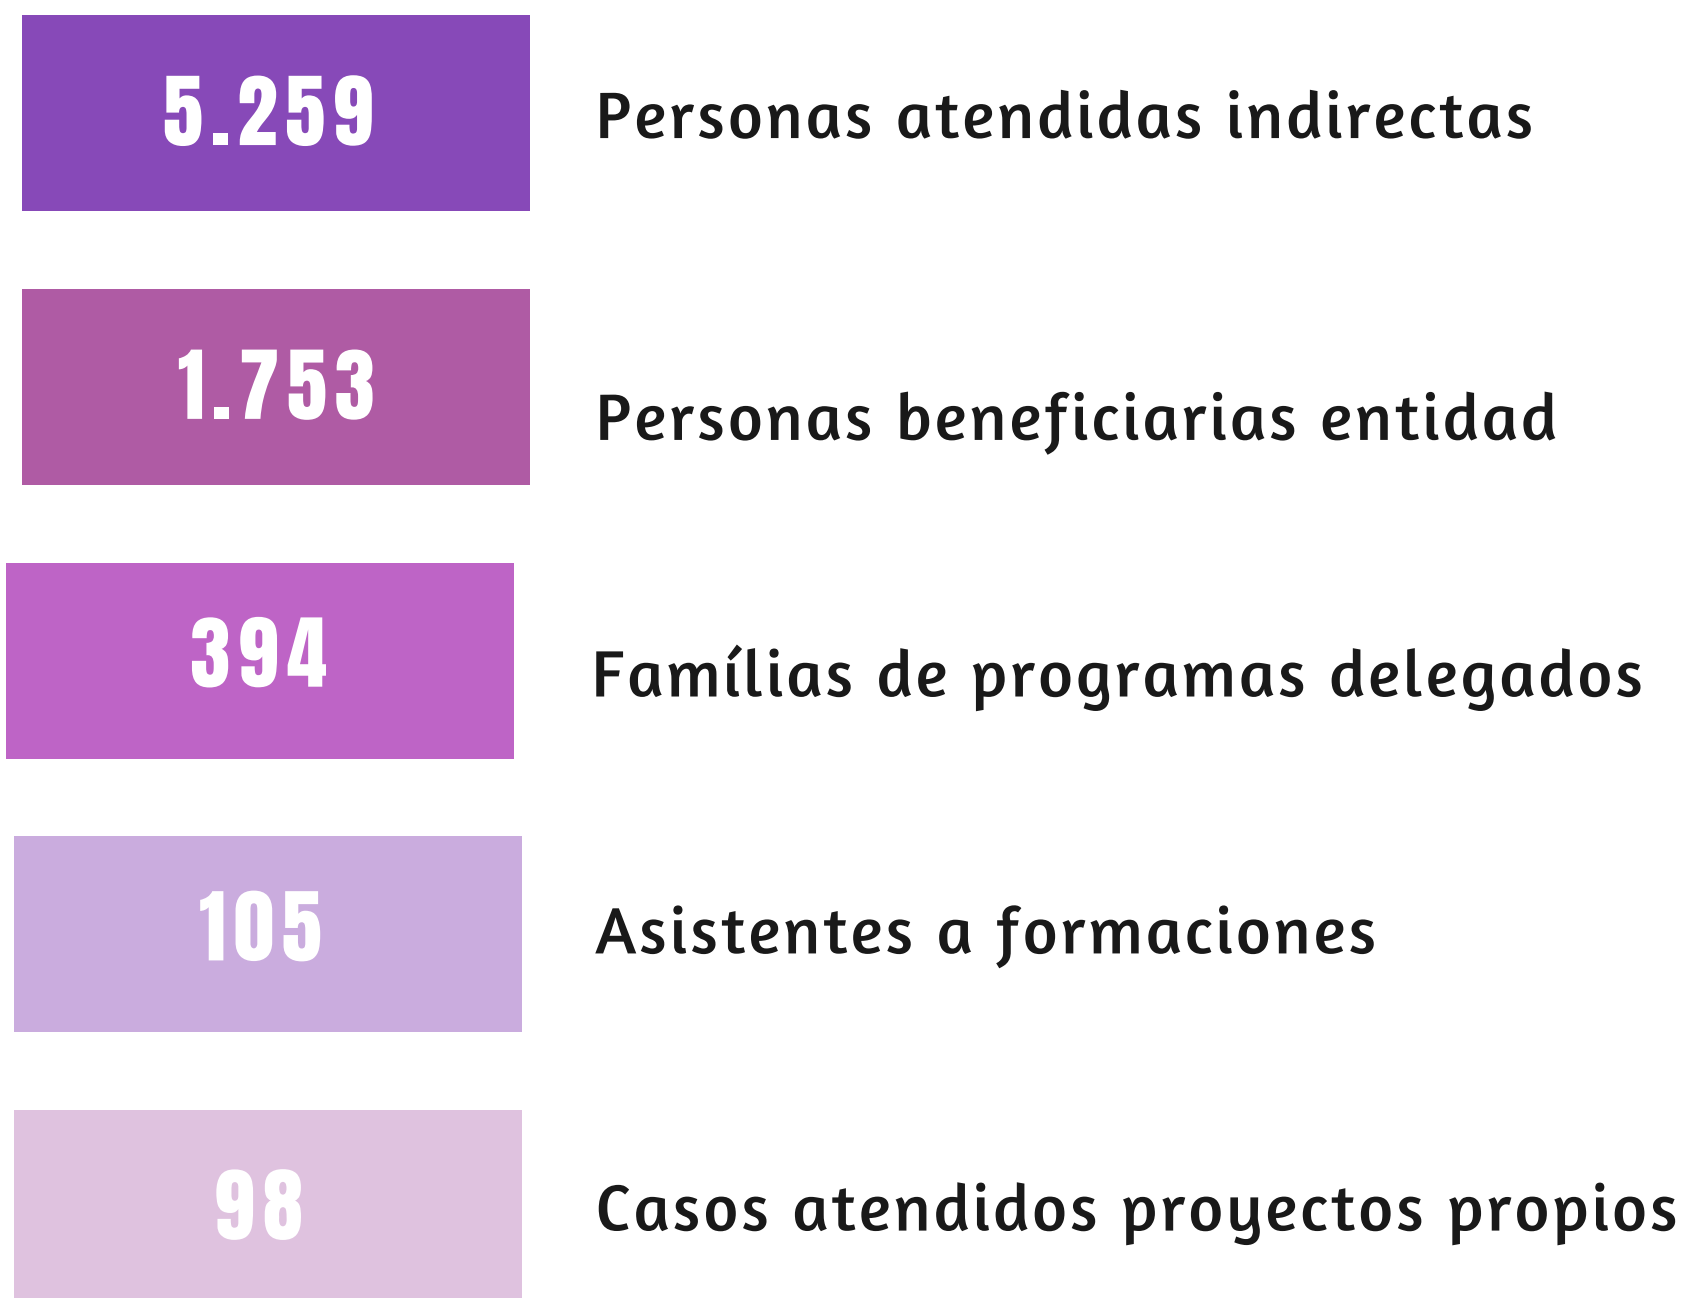 5.259
Personas atendidas indirectas
1.753
Personas beneficiarias entidad
394
Famílias de programas delegados
105
Asistentes a formaciones
98
Casos atendidos proyectos propios